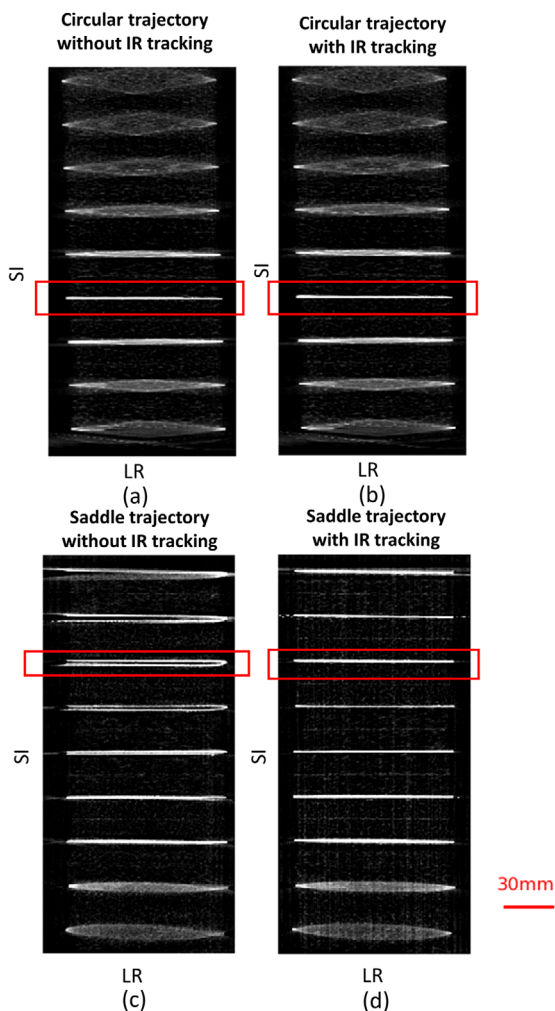 Circular trajectory
without IR tracking
Circular trajectory
with IR tracking
SI
SI
LR
LR
(a)
(b)
Saddle trajectory
without IR tracking
Saddle trajectory
with IR tracking
SI
SI
30mm
LR
LR
(c)
(d)